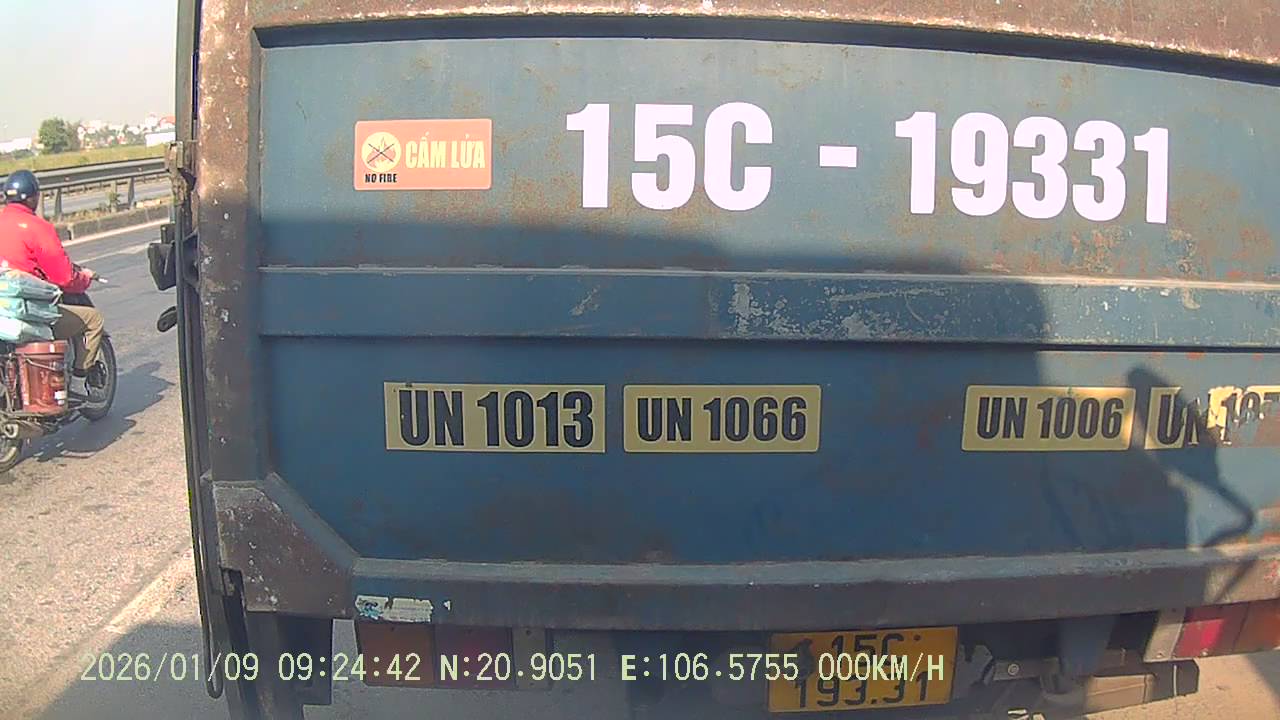 15C - 19331
CẤM LỬA
NO FIRE
UN 1013
UN 1066
UN 1006
UN
15C
193.31
2026/01/09 09:24:42 N:20.9051 E:106.5755 000KM/H